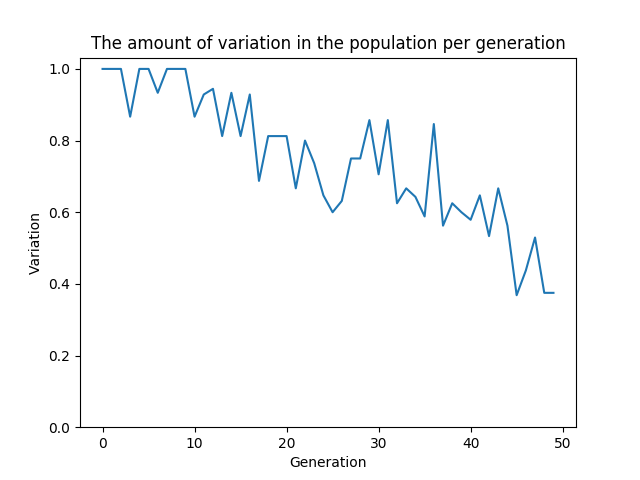 The amount of variation in the population per generation
1.0
0.8
0.6
0.4
0.2
0.0
Variation
0 10 20 30 40 50
Generation